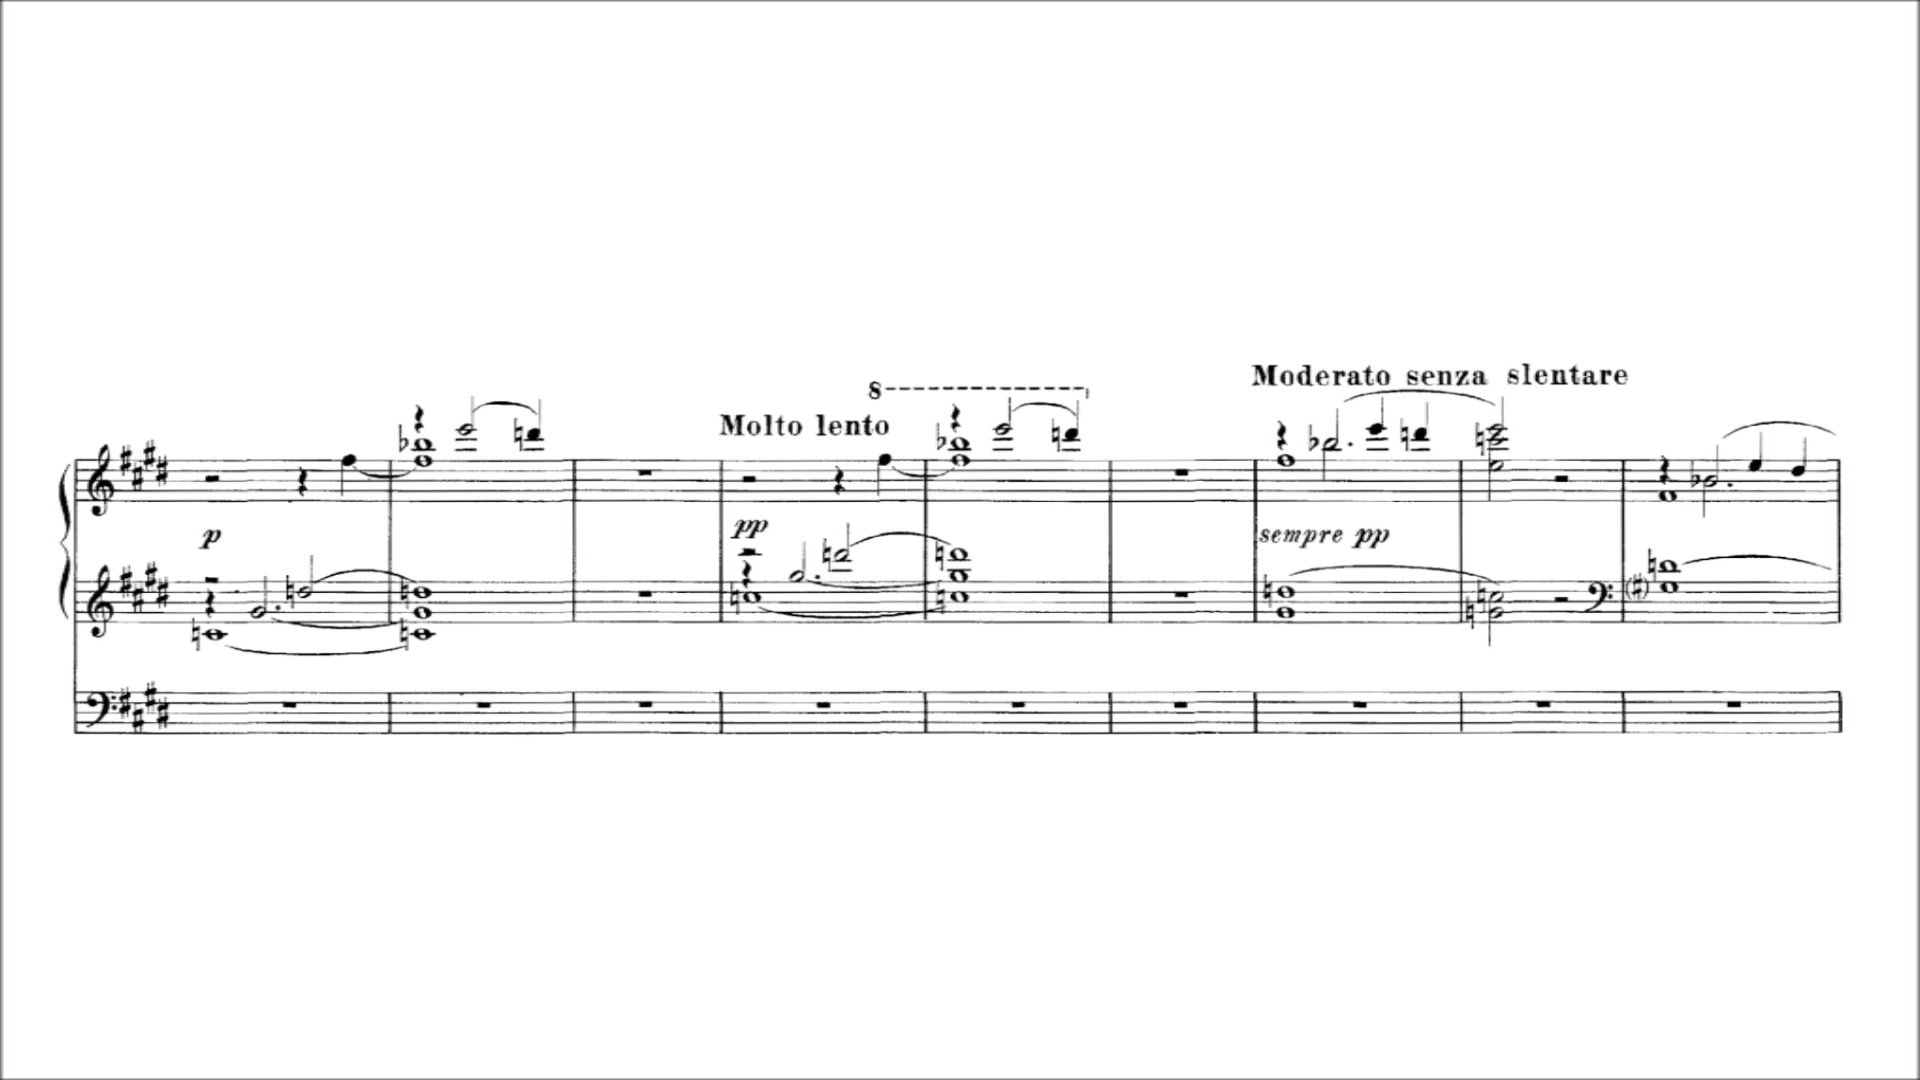 Moderato senza slentare
8
Molto lento
p
pp
sempre pp